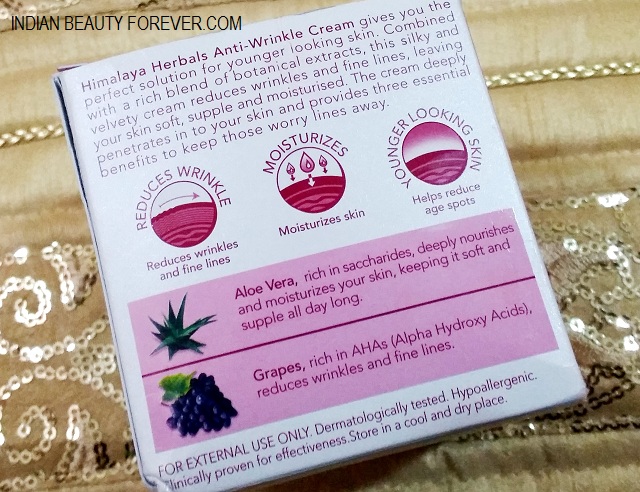 INDIAN BEAUTY FOREVER.COM
Himalaya Herbals Anti-Wrinkle Cream gives you the
perfect solution for younger looking skin. Combined
with a rich blend of botanical extracts, this silky and
velvety cream reduces wrinkles and fine lines, leaving
your skin soft, supple and moisturised. The cream deeply
penetrates in to your skin and provides three essential
benefits to keep those worry lines away.
REDUCES WRINKLE
Reduces wrinkles
and fine lines
MOISTURIZES
Moisturizes skin
YOUNGER LOOKING SKIN
Helps reduce
age spots
Aloe Vera, rich in saccharides, deeply nourishes
and moisturizes your skin, keeping it soft and
supple all day long.
Grapes, rich in AHAs (Alpha Hydroxy Acids),
reduces wrinkles and fine lines.
FOR EXTERNAL USE ONLY. Dermatologically tested. Hypoallergenic.
Clinically proven for effectiveness.Store in a cool and dry place.